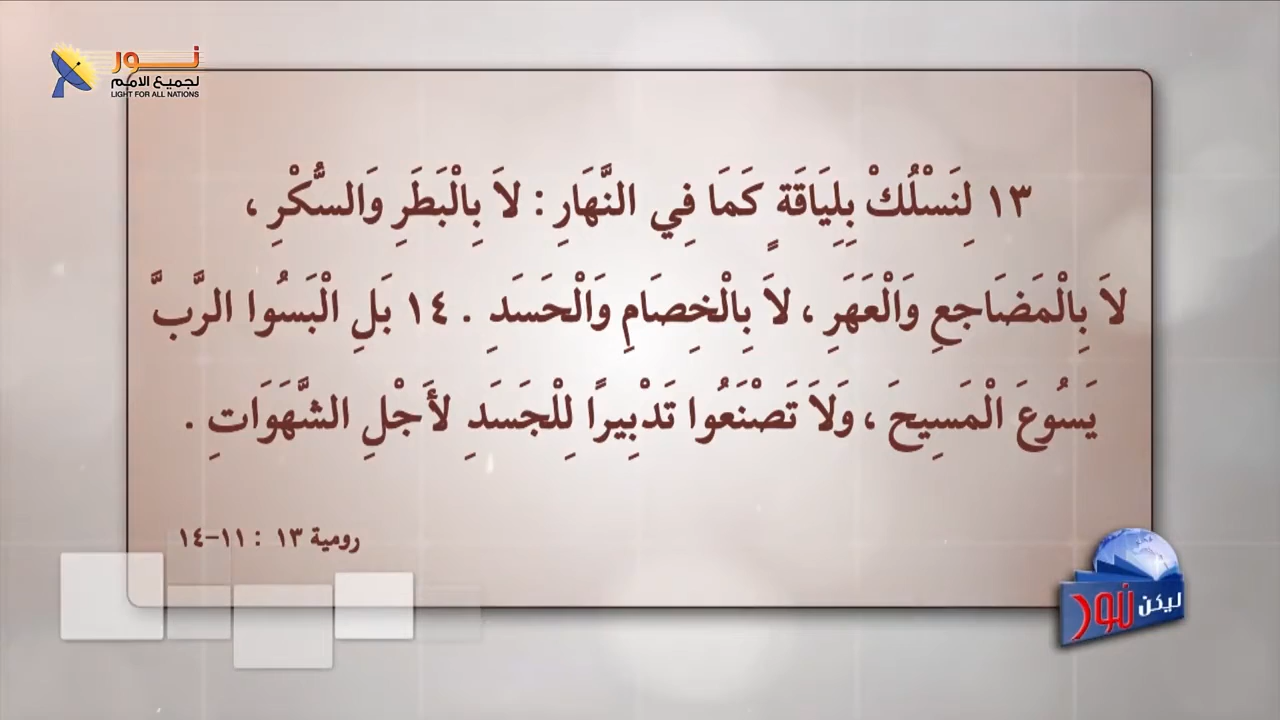 نور
لجميع الامم
LIGHT FOR ALL NATIONS
١٣ لِنَسْلُكْ بِلِيَاقَةٍ كَمَا فِي النَّهَارِ : لاَ بِالْبَطَرِ وَالسُّكْرِ ،
لاَ بِالْمَضَاجعِ وَالْعَهَرِ ، لاَ بِالْخِصَامِ وَالْحَسَدِ . ١٤ بَلِ الْبَسُوا الرَّبَّ
يَسُوعَ الْمَسِيحَ ، وَلاَ تَصْنَعُوا تَدْبِيرًا لِلْجَسَدِ لأَجْلِ الشَّهَوَاتِ .
رومية ١٣ : ١١-١٤
ليكن نور